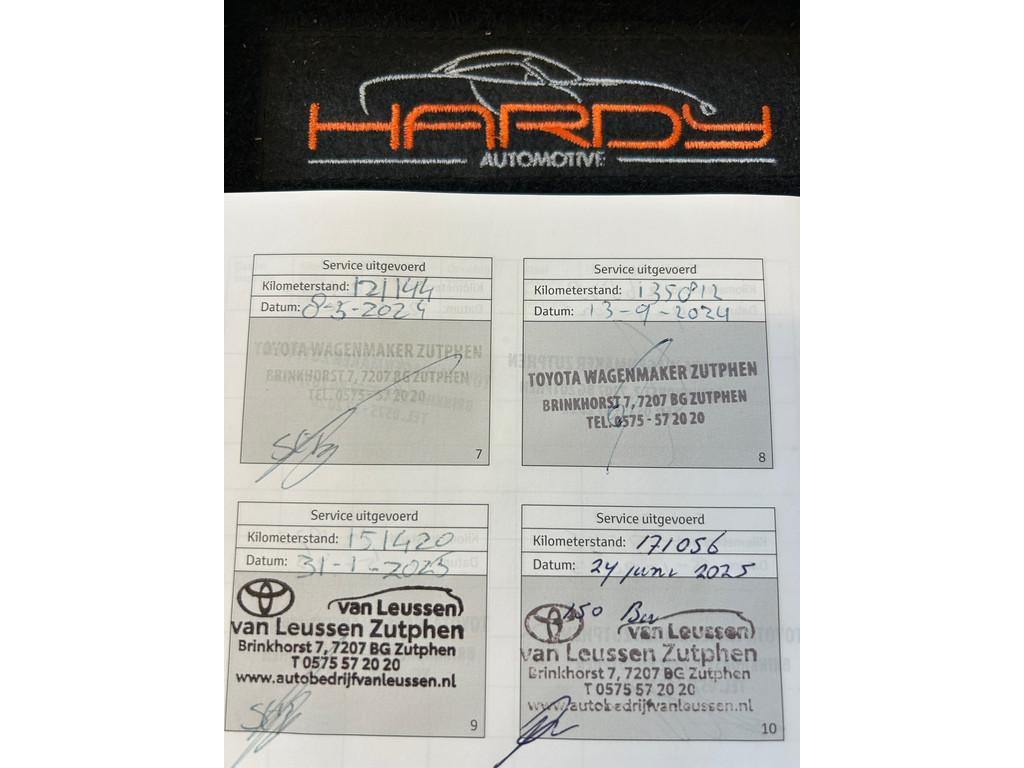 HARDY
AUTOMOTIVE
Service uitgevoerd
Kilometerstand: 121144
Datum: 8-5-2024
TOYOTA WAGENMAKER ZUTPHEN
BRINKHORST 7, 7207 BG ZUTPHEN
TEL. 0575 - 57 20 20
7
Service uitgevoerd
Kilometerstand: 135812
Datum: 13-9-2024
TOYOTA WAGENMAKER ZUTPHEN
BRINKHORST 7, 7207 BG ZUTPHEN
TEL. 0575 - 57 20 20
8
Service uitgevoerd
Kilometerstand: 151420
Datum: 31-1-2025
van Leussen
van Leussen Zutphen
Brinkhorst 7, 7207 BG Zutphen
T 0575 57 20 20
www.autobedrijfvanleussen.nl
9
Service uitgevoerd
Kilometerstand: 171056
Datum: 24 juni 2025
150
van Leussen
van Leussen Zutphen
Brinkhorst 7, 7207 BG Zutphen
T 0575 57 20 20
www.autobedrijfvanleussen.nl
10